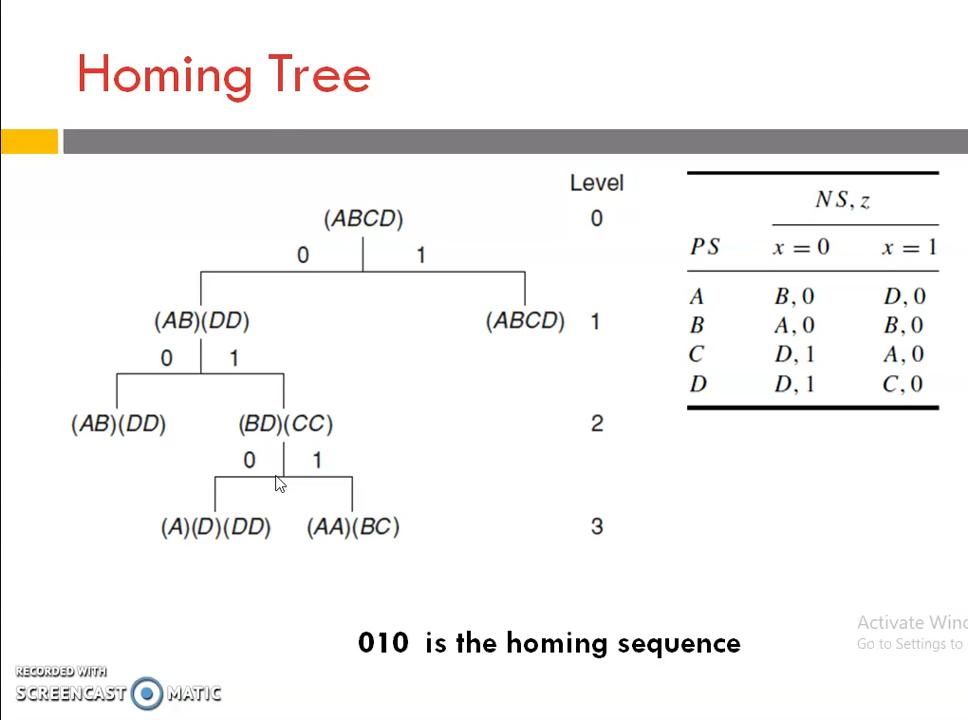 Homing Tree
Level
(ABCD) 0
0 1
(AB)(DD) (ABCD) 1
0 1
(AB)(DD) (BD)(CC) 2
0 1
(A)(D)(DD) (AA)(BC) 3
NS, z
PS x = 0 x = 1
A B, 0 D, 0
B A, 0 B, 0
C D, 1 A, 0
D D, 1 C, 0
010 is the homing sequence
Activate Winc
Go to Settings to
RECORDED WITH
SCREENCAST MATIC